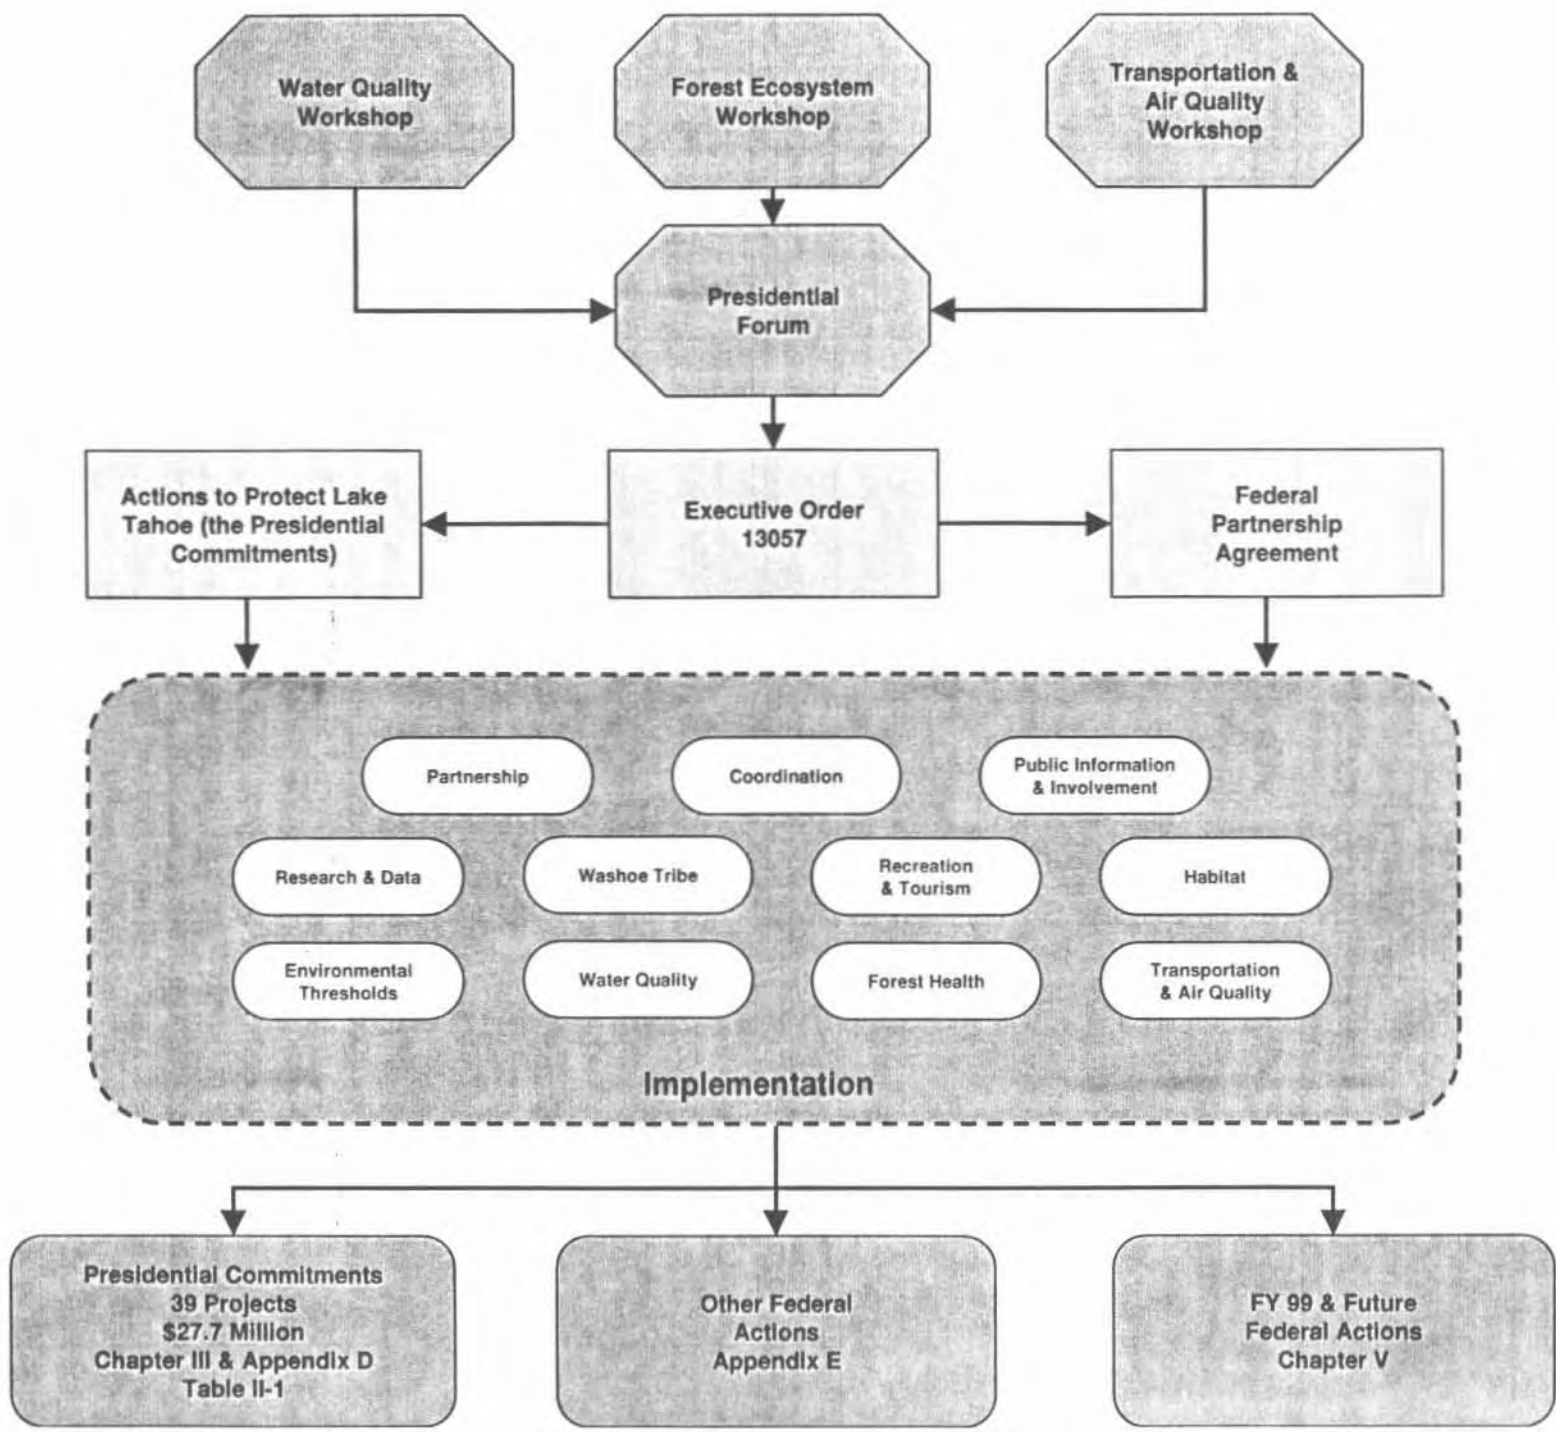 Water Quality
Workshop
Forest Ecosystem
Workshop
Transportation &
Air Quality
Workshop
Presidential
Forum
Actions to Protect Lake
Tahoe (the Presidential
Commitments)
Executive Order
13057
Federal
Partnership
Agreement
Partnership
Coordination
Public Information
& Involvement
Research & Data
Washoe Tribe
Recreation
& Tourism
Habitat
Environmental
Thresholds
Water Quality
Forest Health
Transportation
& Air Quality
Implementation
Presidential Commitments
39 Projects
$27.7 Million
Chapter III & Appendix D
Table II-1
Other Federal
Actions
Appendix E
FY 99 & Future
Federal Actions
Chapter V